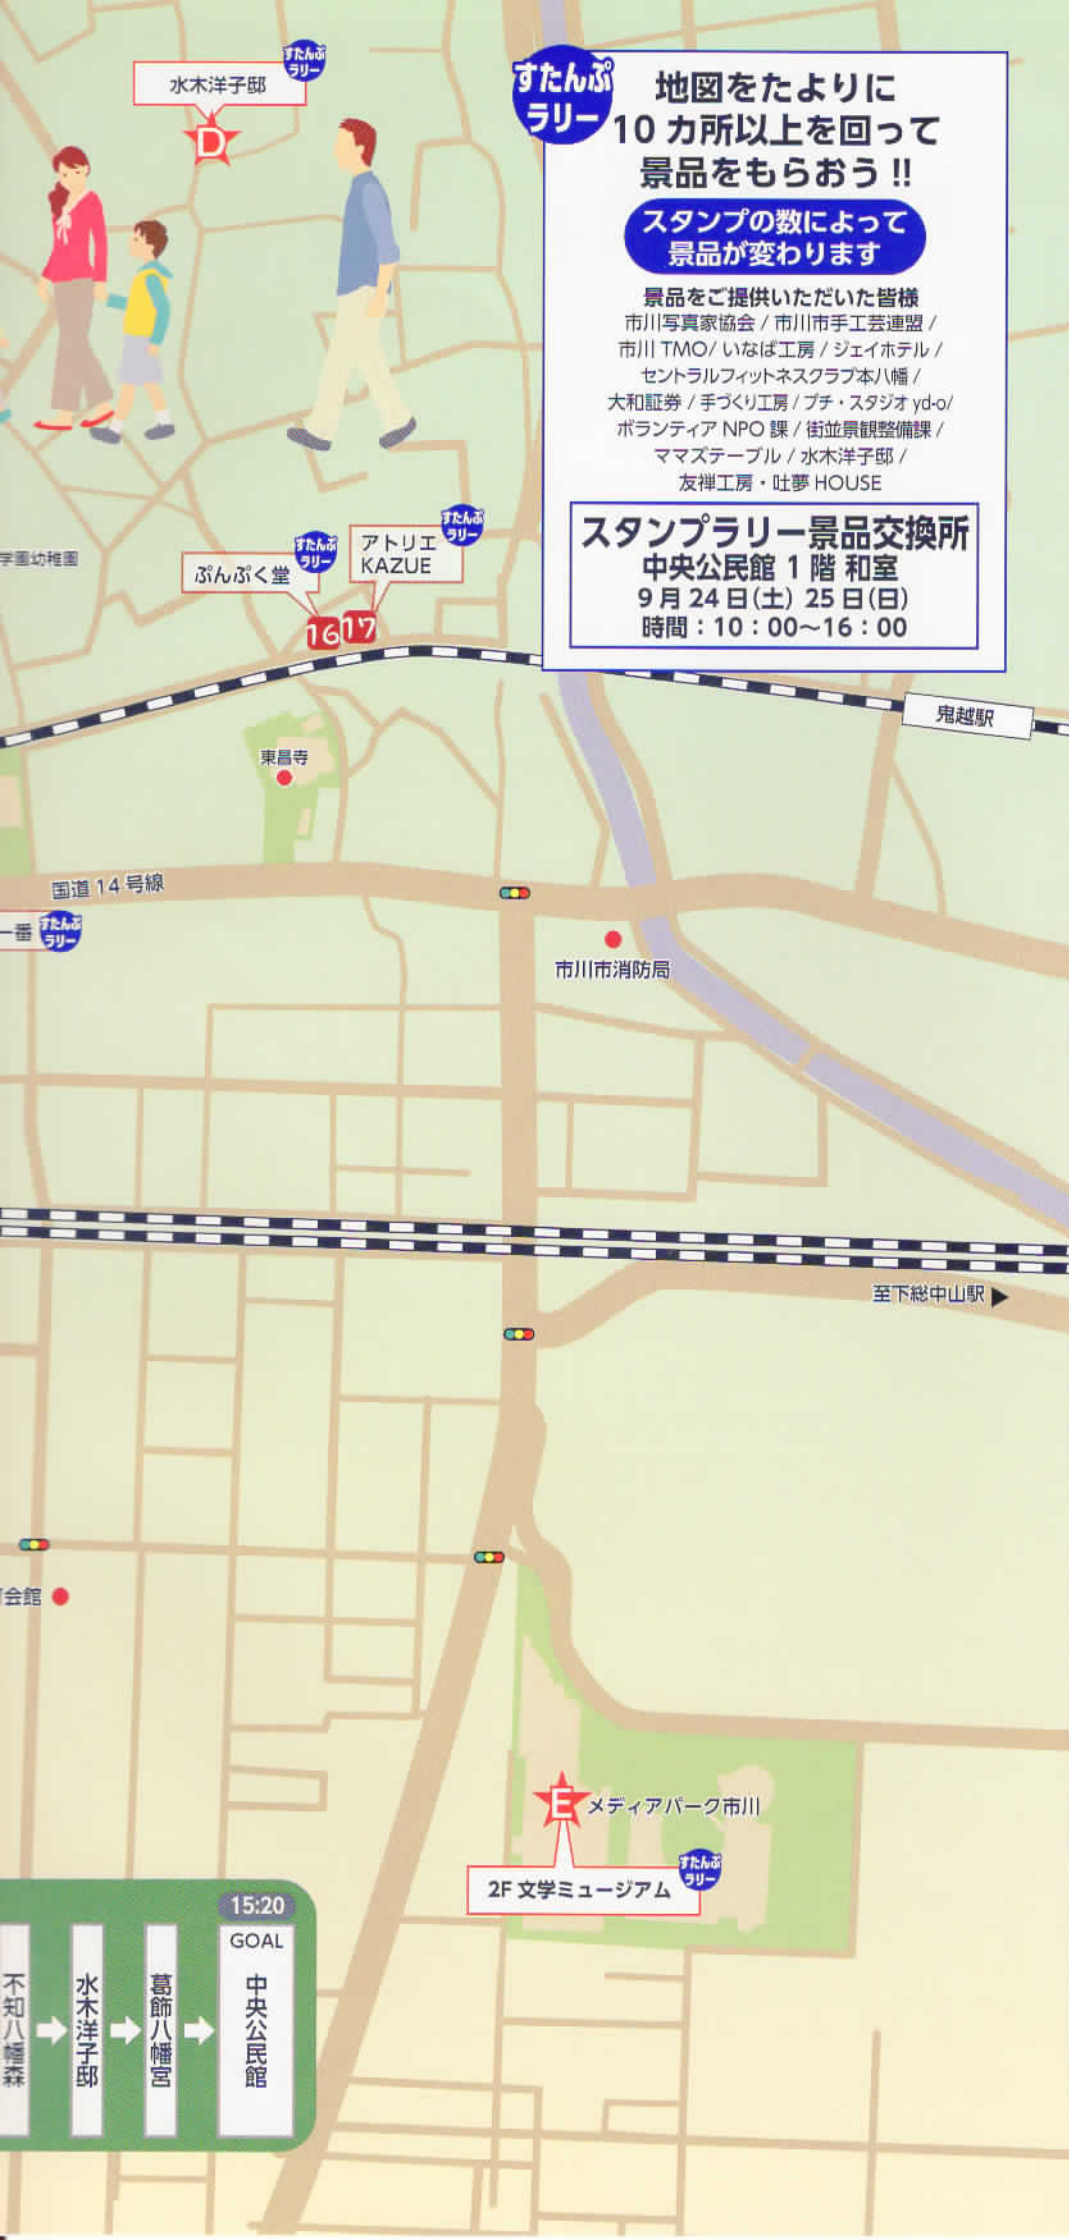 すたんぷ
ラリー
水木洋子邸
D
すたんぷ
ラリー
地図をたよりに
10カ所以上を回って
景品をもらおう!!
スタンプの数によって
景品が変わります
景品をご提供いただいた皆様
市川写真家協会 / 市川市手工芸連盟 /
市川 TMO/ いなば工房 / ジェイホテル /
セントラルフィットネスクラブ本八幡 /
大和証券 / 手づくり工房 / プチ・スタジオ yd-o/
ボランティア NPO 課 / 街並景観整備課 /
ママズテーブル / 水木洋子邸 /
友禅工房・吐夢 HOUSE
スタンプラリー景品交換所
中央公民館 1 階 和室
9 月 24 日(土) 25 日(日)
時間:10:00~16:00
学園幼稚園
ぷんぷく堂
すたんぷ
ラリー
アトリエ
KAZUE
すたんぷ
ラリー
16
17
鬼越駅
東昌寺
国道 14 号線
一番
すたんぷ
ラリー
市川市消防局
至下総中山駅 ▶
会館
E
メディアパーク市川
2F 文学ミュージアム
すたんぷ
ラリー
15:20
不知八幡森
水木洋子邸
葛飾八幡宮
GOAL
中央公民館